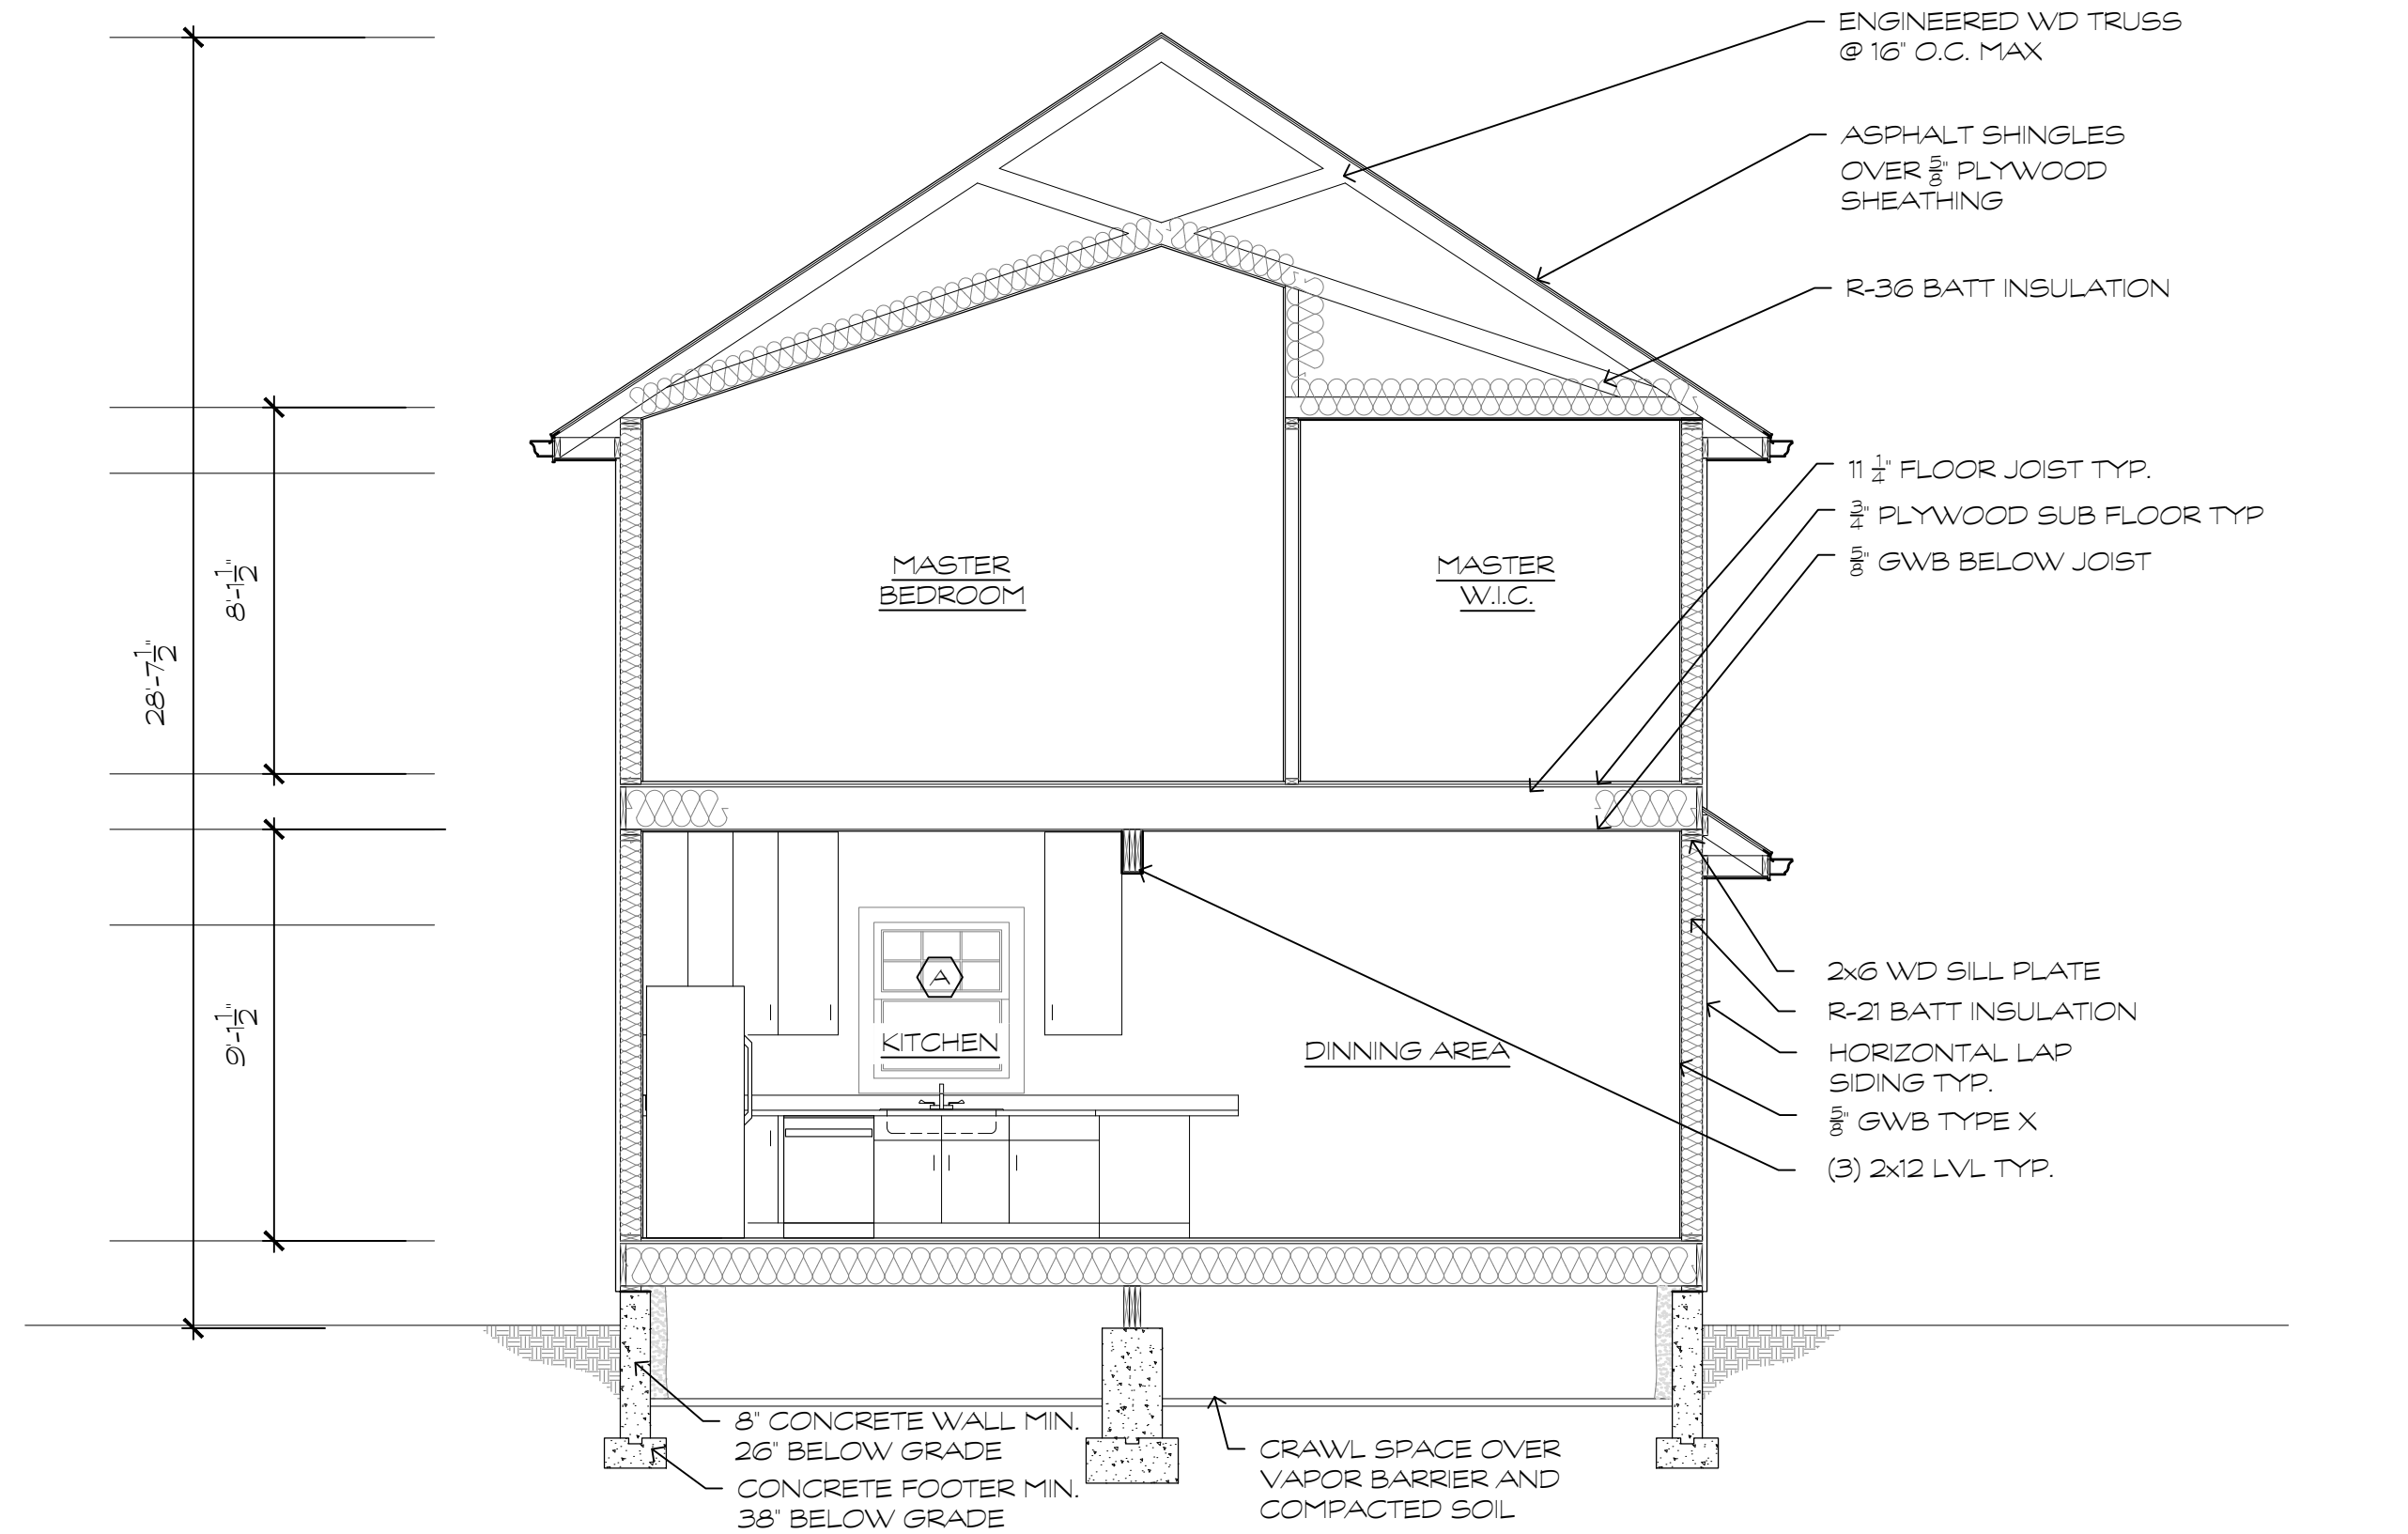 ENGINEERED WD TRUSS
@ 16" O.C. MAX
ASPHALT SHINGLES
OVER 5/8" PLYWOOD
SHEATHING
R-36 BATT INSULATION
11 1/4" FLOOR JOIST TYP.
3/4" PLYWOOD SUB FLOOR TYP
5/8" GWB BELOW JOIST
MASTER
BEDROOM
MASTER
W.I.C.
28'-7 1/2"
8'-1 1/2"
9'-1 1/2"
A
KITCHEN
DINNING AREA
2x6 WD SILL PLATE
R-21 BATT INSULATION
HORIZONTAL LAP
SIDING TYP.
5/8" GWB TYPE X
(3) 2x12 LVL TYP.
8" CONCRETE WALL MIN.
26" BELOW GRADE
CONCRETE FOOTER MIN.
38" BELOW GRADE
CRAWL SPACE OVER
VAPOR BARRIER AND
COMPACTED SOIL